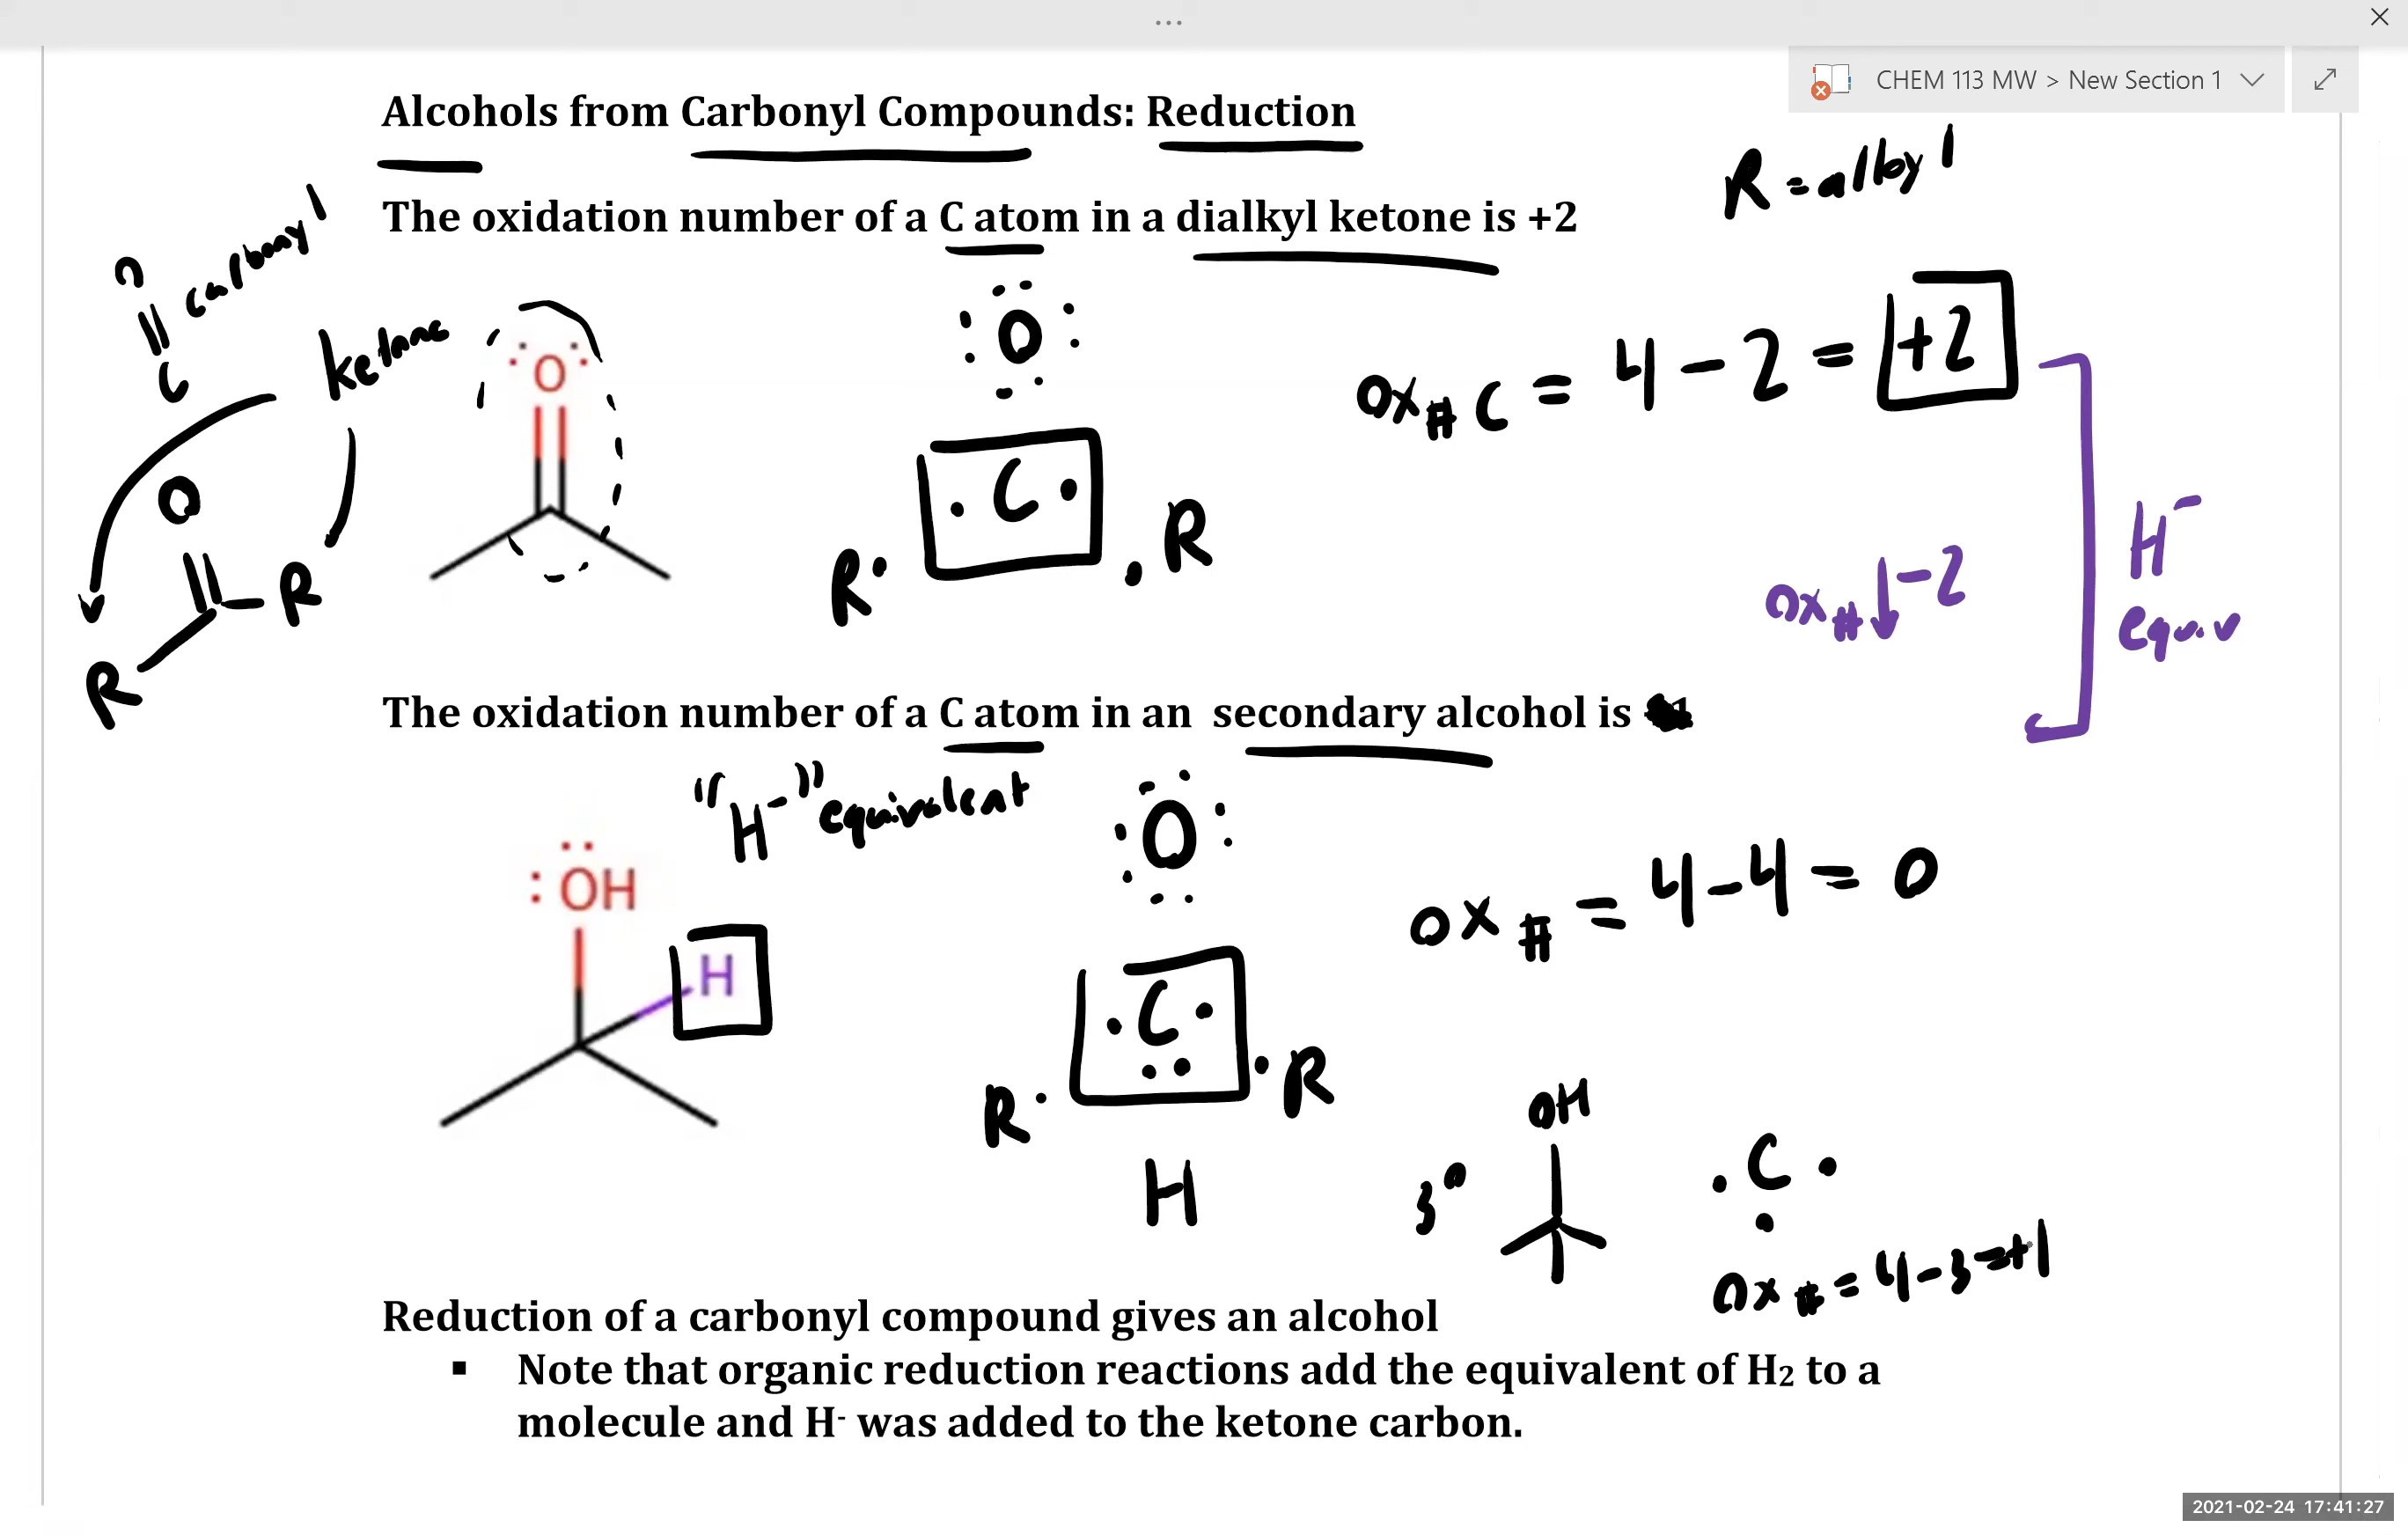 CHEM 113 MW > New Section 1
Alcohols from Carbonyl Compounds: Reduction
R = alkyl
The oxidation number of a C atom in a dialkyl ketone is +2
O
C
carbonyl
ketone
O
R
R
O
O
C
R
R
ox # C = 4 - 2 = +2
ox # ↓ -2
H-
equiv
The oxidation number of a C atom in an secondary alcohol is
"H-" equivalent
OH
H
O
C
R
R
H
ox # = 4 - 4 = 0
3°
OH
C
ox # = 4 - 3 = +1
Reduction of a carbonyl compound gives an alcohol
▪ Note that organic reduction reactions add the equivalent of H2 to a
molecule and H- was added to the ketone carbon.
2021-02-24 17:41:27